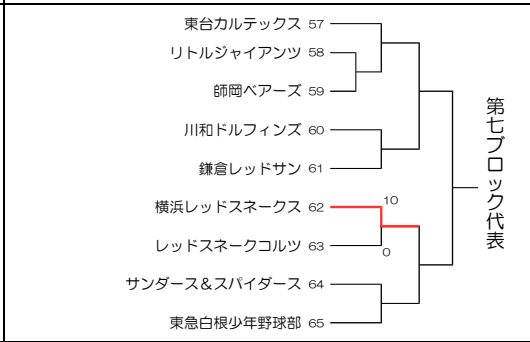 東台カルテックス 57
リトルジャイアンツ 58
師岡ベアーズ 59
川和ドルフィンズ 60
鎌倉レッドサン 61
横浜レッドスネークス 62
10
レッドスネークコルツ 63
0
サンダース＆スパイダース 64
東急白根少年野球部 65
第七ブロック代表